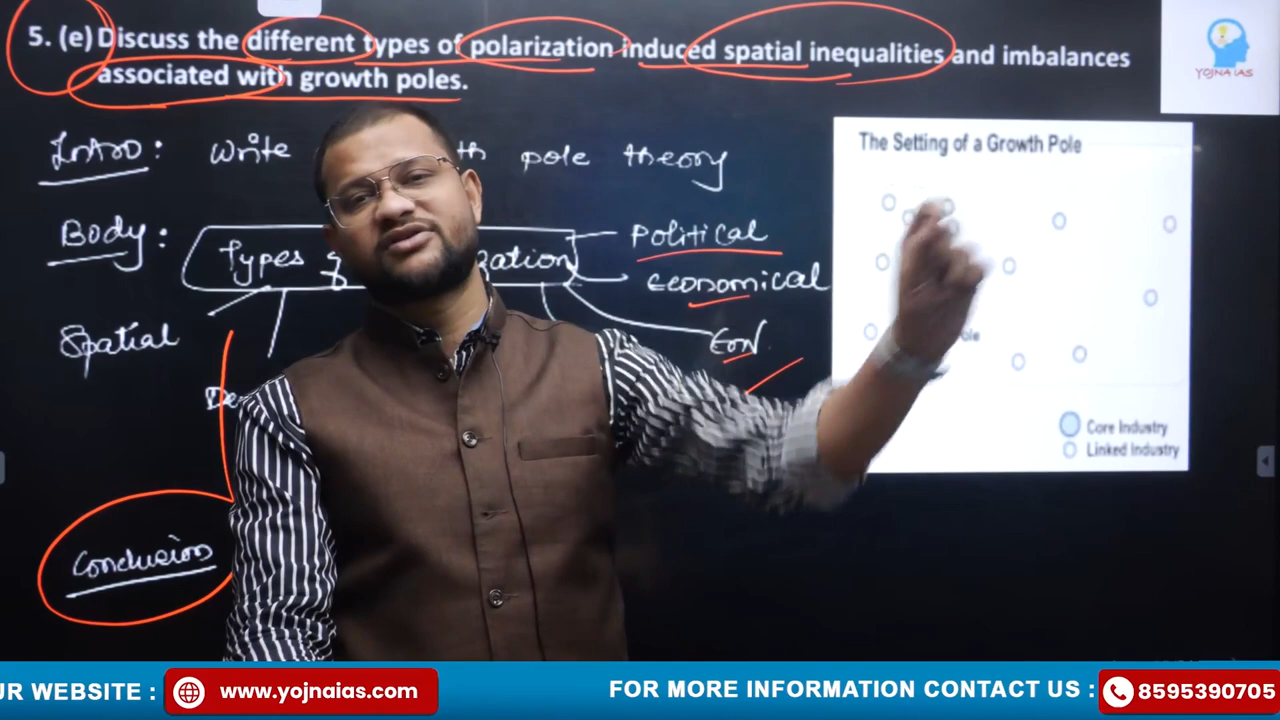 5. (e) Discuss the different types of polarization induced spatial inequalities and imbalances
associated with growth poles.
YOJNA IAS
Intro: write pole theory
Body: Types
Political
Economical
Spatial
Conclusion
The Setting of a Growth Pole
Core Industry
Linked Industry
UR WEBSITE : www.yojnaias.com
FOR MORE INFORMATION CONTACT US : 8595390705